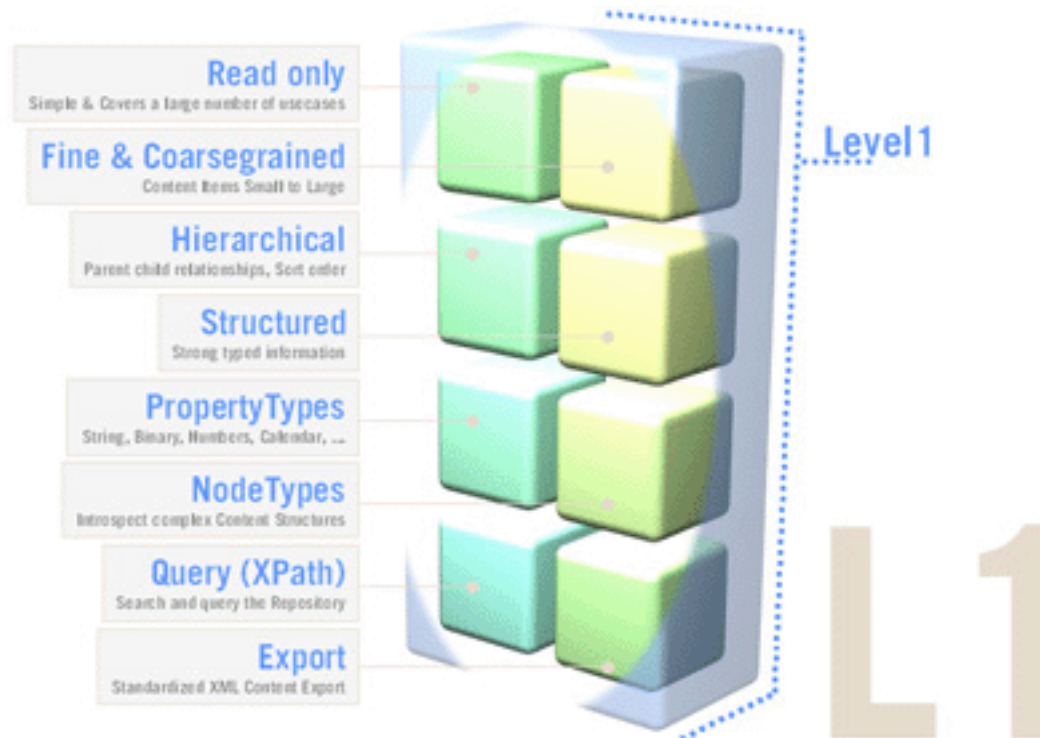 Read only
Simple & Covers a large number of usecases
Fine & Coarsegrained
Content Items Small to Large
Hierarchical
Parent child relationships, Sort order
Structured
Strong typed information
PropertyTypes
String, Binary, Numbers, Calendar, ...
NodeTypes
Introspect complex Content Structures
Query (XPath)
Search and query the Repository
Export
Standardized XML Content Export
Level1
L1